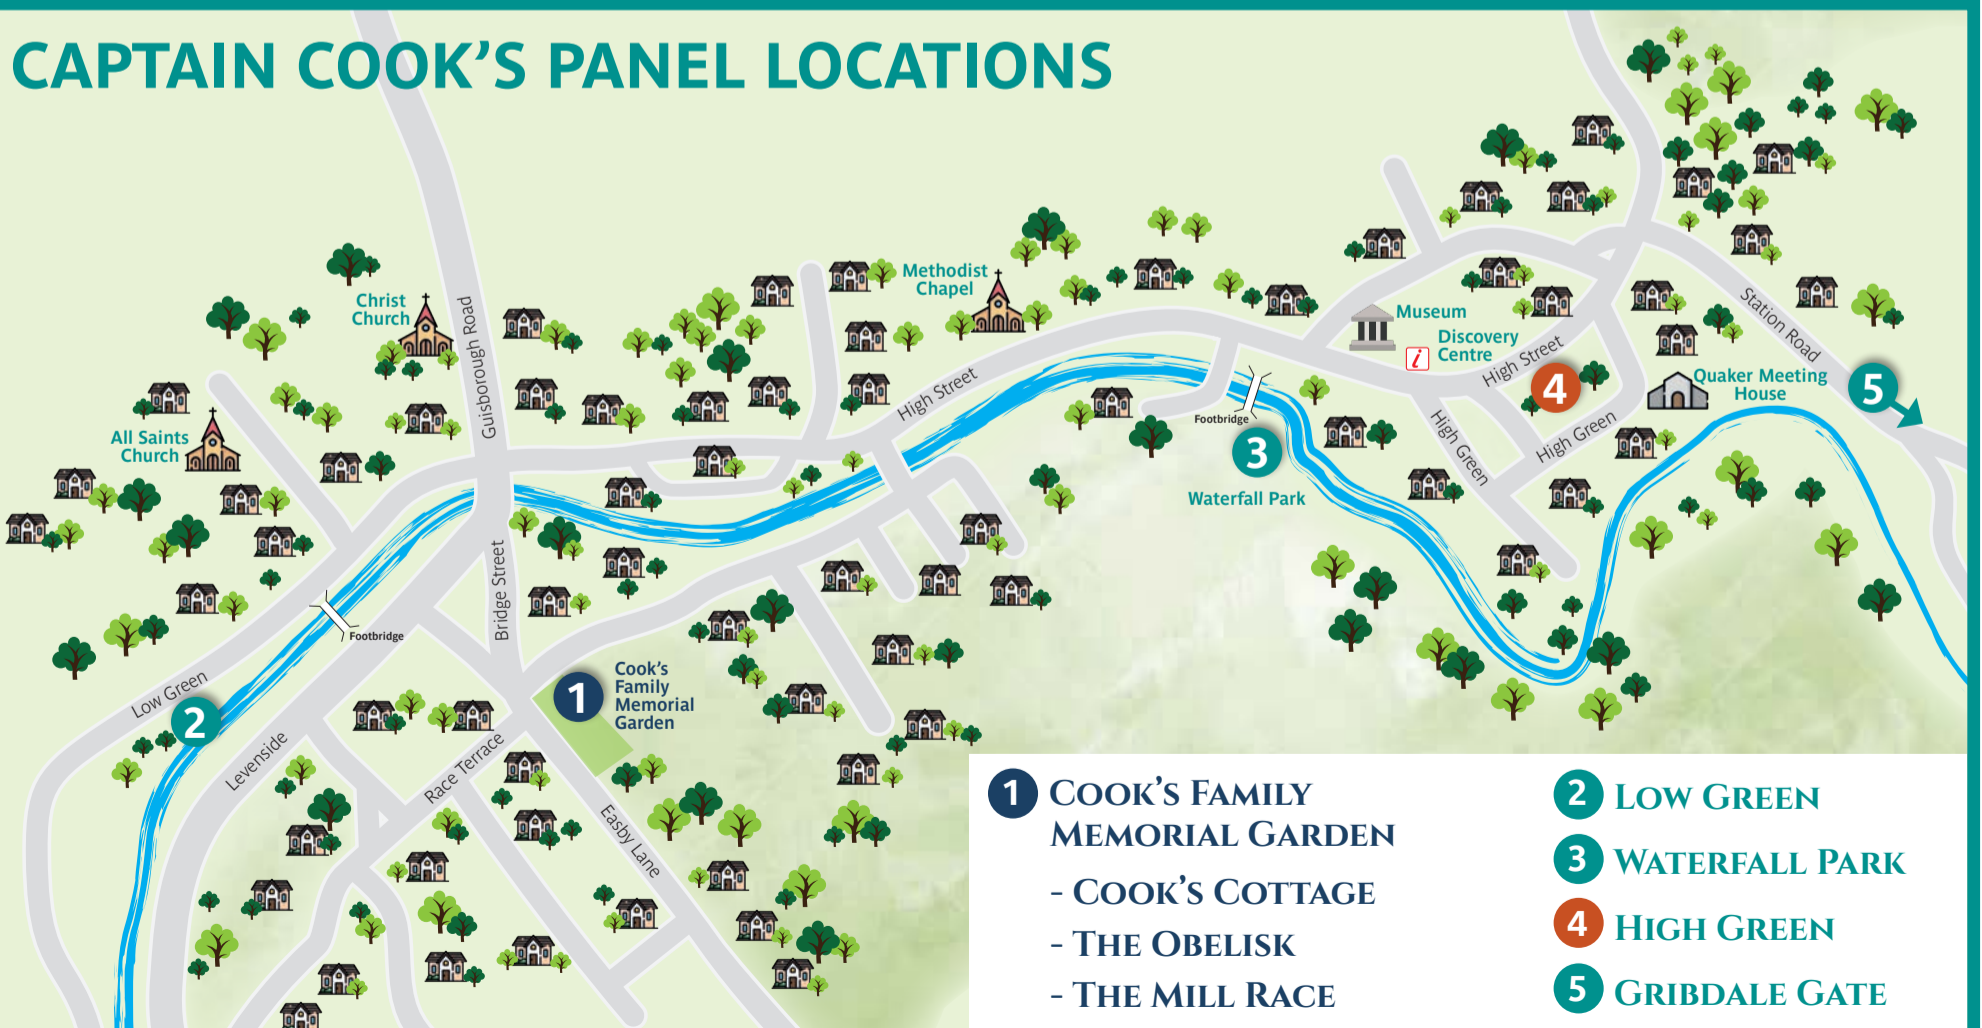 CAPTAIN COOK'S PANEL LOCATIONS
Christ
Church
Guisborough Road
Methodist
Chapel
Museum
Discovery
Centre
i
High Street
Station Road
All Saints
Church
High Street
Footbridge
3
Waterfall Park
4
High Green
High Green
Quaker Meeting
House
5
Bridge Street
Footbridge
Low Green
2
Levenside
Race Terrace
1
Cook's
Family
Memorial
Garden
Easby Lane
1 COOK'S FAMILY
MEMORIAL GARDEN
- COOK'S COTTAGE
- THE OBELISK
- THE MILL RACE
2 LOW GREEN
3 WATERFALL PARK
4 HIGH GREEN
5 GRIBDALE GATE